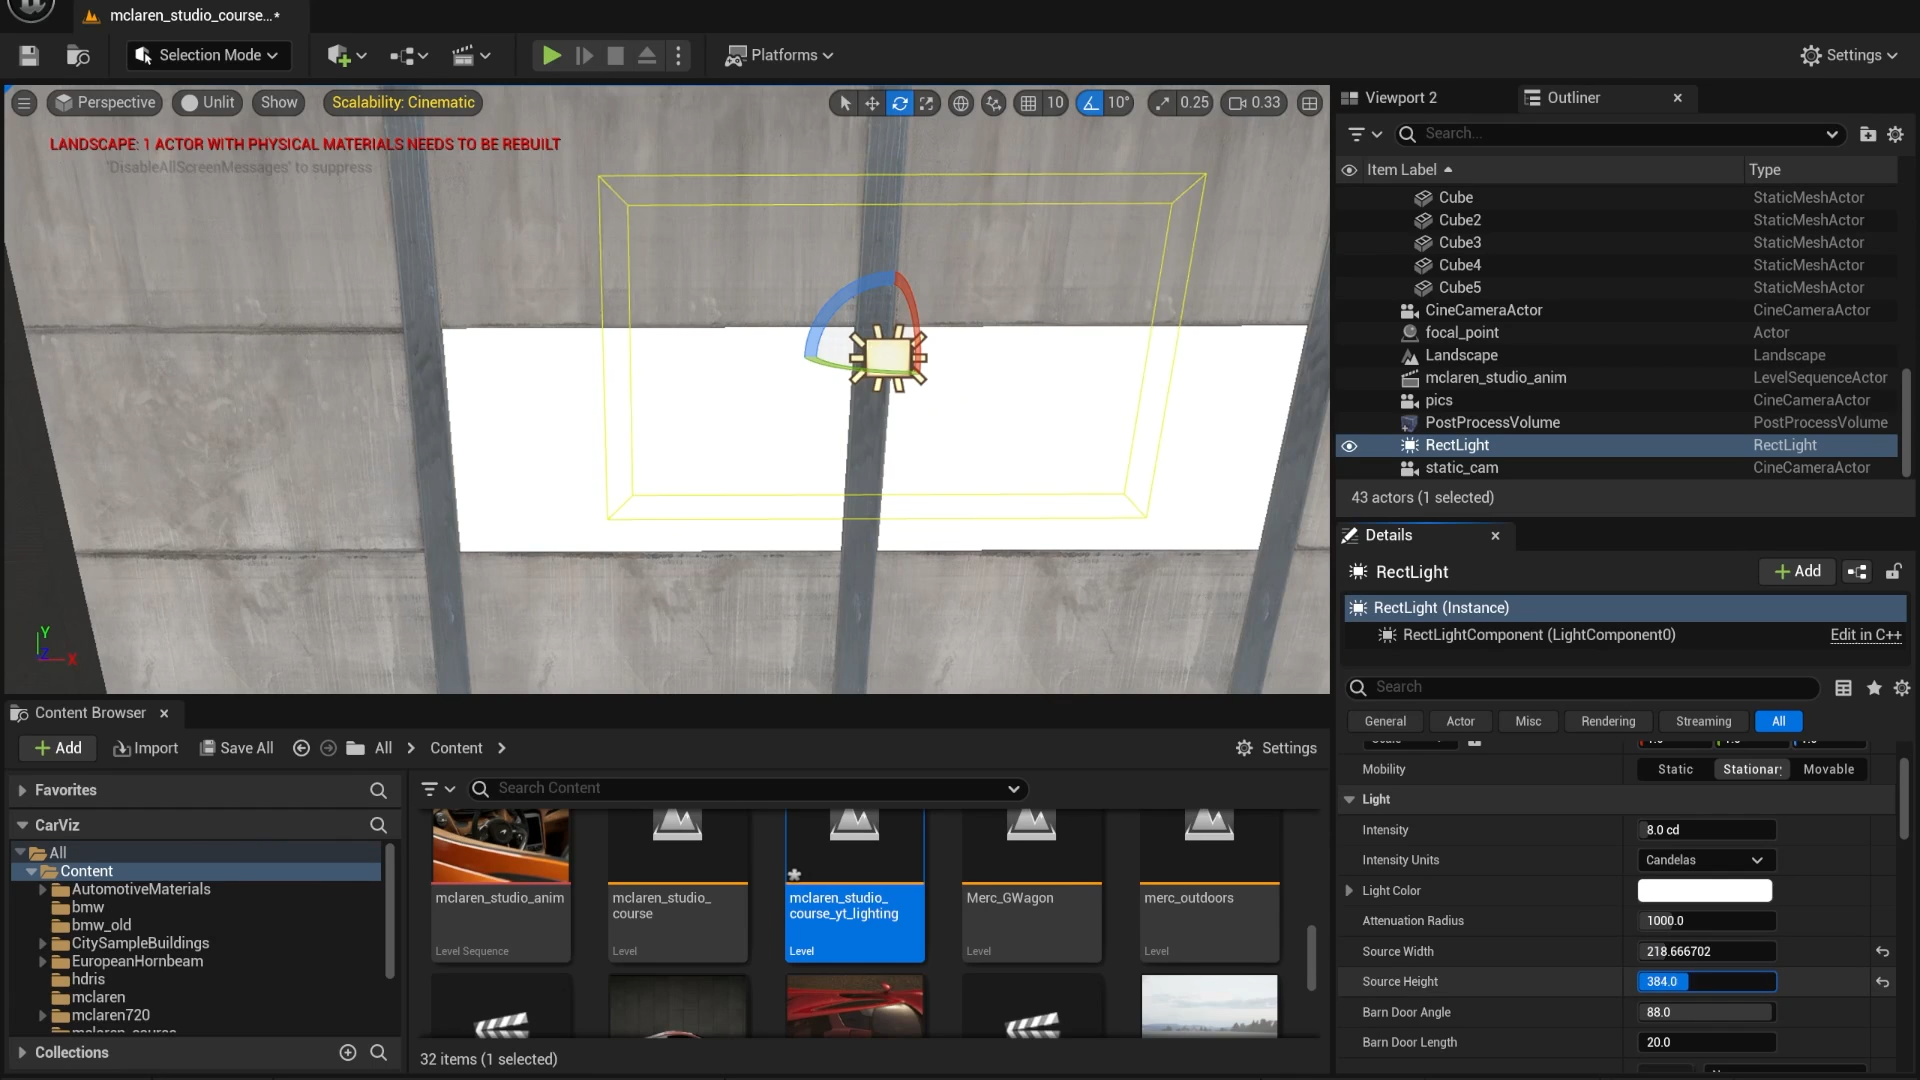 mclaren_studio_course...*
Selection Mode
Platforms
Settings
Perspective
Unlit
Show
Scalability: Cinematic
10
10°
0.25
0.33
LANDSCAPE: 1 ACTOR WITH PHYSICAL MATERIALS NEEDS TO BE REBUILT
'DisableAllScreenMessages' to suppress
Y
Z
X
Viewport 2
Outliner
Search...
Item Label
Type
Cube StaticMeshActor
Cube2 StaticMeshActor
Cube3 StaticMeshActor
Cube4 StaticMeshActor
Cube5 StaticMeshActor
CineCameraActor CineCameraActor
focal_point Actor
Landscape Landscape
mclaren_studio_anim LevelSequenceActor
pics CineCameraActor
PostProcessVolume PostProcessVolume
RectLight RectLight
static_cam CineCameraActor
43 actors (1 selected)
Details
RectLight
Add
RectLight (Instance)
RectLightComponent (LightComponent0)
Edit in C++
Search
General
Actor
Misc
Rendering
Streaming
All
Mobility
Static
Stationar
Movable
Light
Intensity 8.0 cd
Intensity Units Candelas
Light Color
Attenuation Radius 1000.0
Source Width 218.666702
Source Height 384.0
Barn Door Angle 88.0
Barn Door Length 20.0
Content Browser
Add
Import
Save All
All
Content
Settings
Favorites
CarViz
All
Content
AutomotiveMaterials
bmw
bmw_old
CitySampleBuildings
EuropeanHornbeam
hdris
mclaren
mclaren720
Collections
Search Content
mclaren_studio_anim
Level Sequence
mclaren_studio_
course
Level
mclaren_studio_
course_yt_lighting
Level
Merc_GWagon
Level
merc_outdoors
Level
32 items (1 selected)